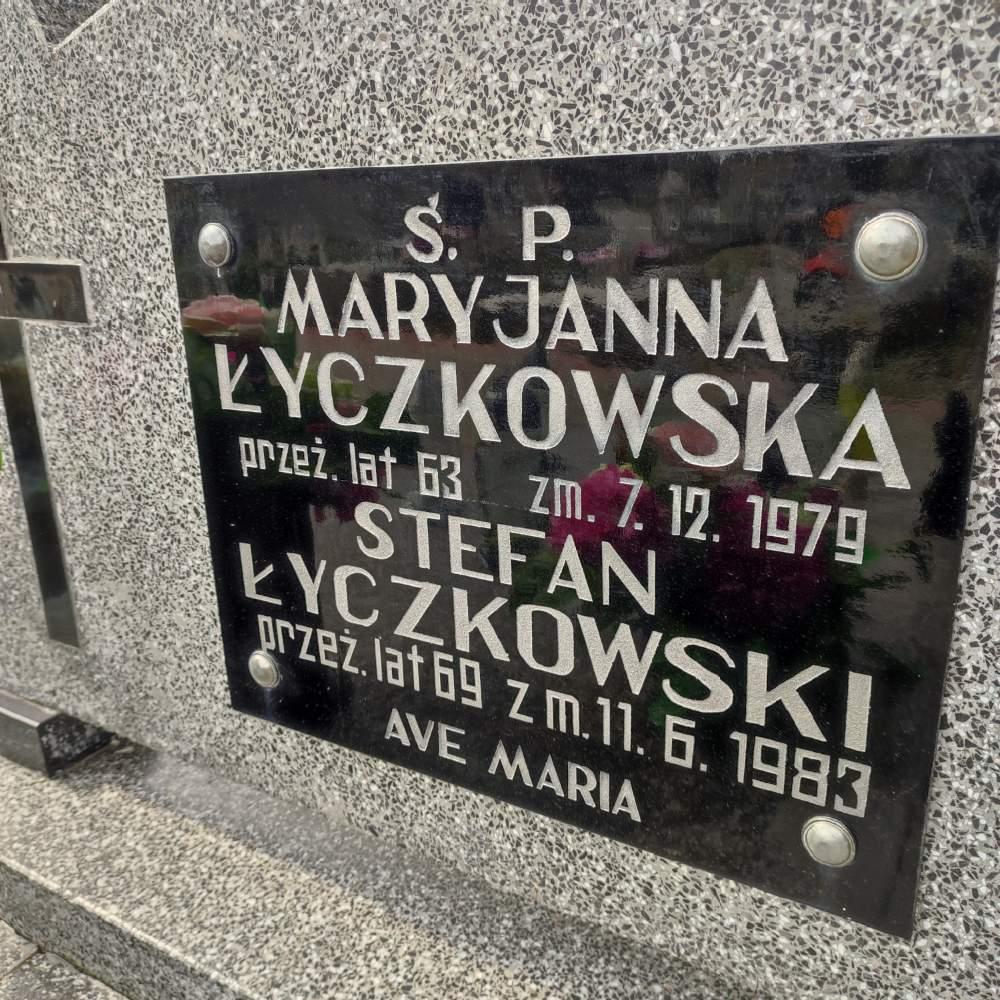 Ś. P.
MARYJANNA
ŁYCZKOWSKA
przeż. lat 63 zm. 7. 12. 1979
STEFAN
ŁYCZKOWSKI
przeż. lat 69 zm. 11. 6. 1983
AVE MARIA